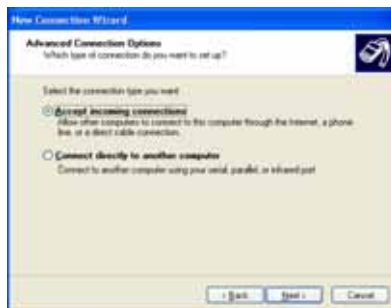 New Connection Wizard
Advanced Connection Options
Which type of connection do you want to set up?
Select the connection type you want:
Accept incoming connections
Allow other computers to connect to this computer through the Internet, a phone
line, or a direct cable connection.
Connect directly to another computer
Connect to another computer using your serial, parallel, or infrared port.
< Back
Next >
Cancel